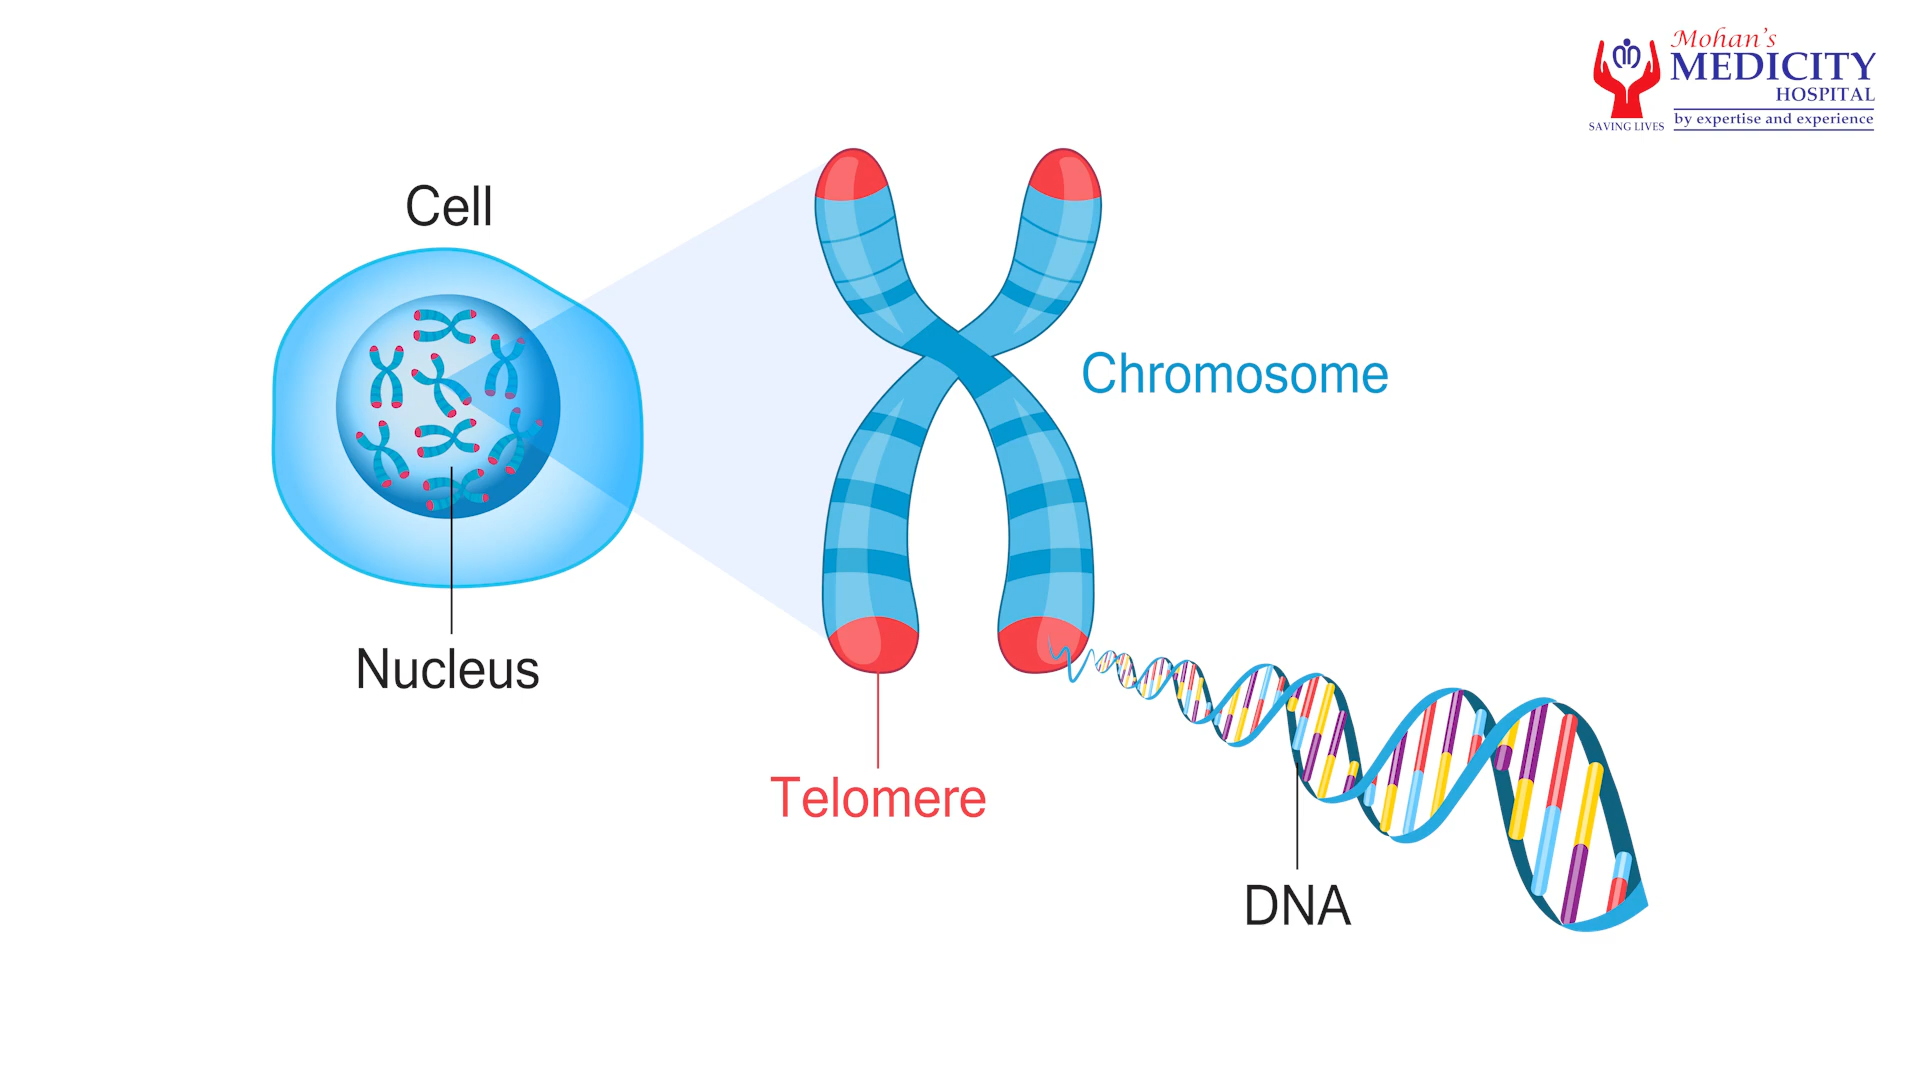 Mohan's
MEDICITY
HOSPITAL
SAVING LIVES
by expertise and experience
Cell
Chromosome
Nucleus
Telomere
DNA